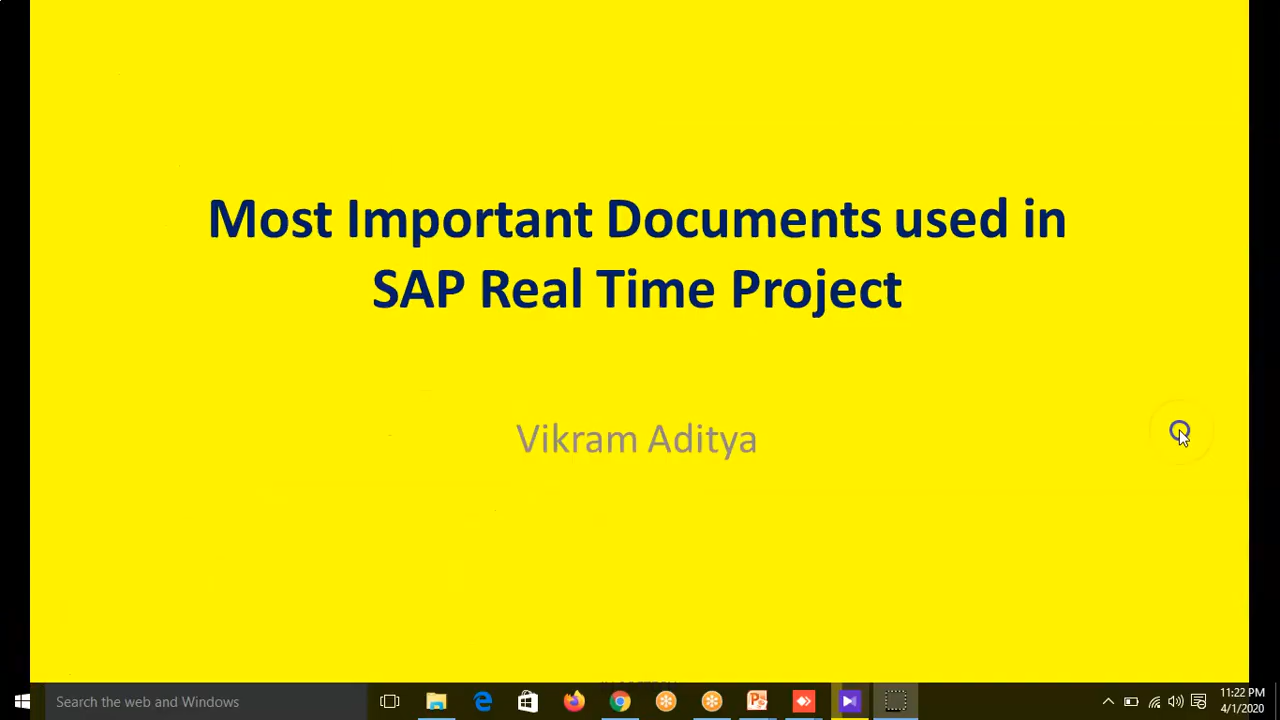 Most Important Documents used in
SAP Real Time Project
Vikram Aditya
Search the web and Windows
11:22 PM
4/1/2020